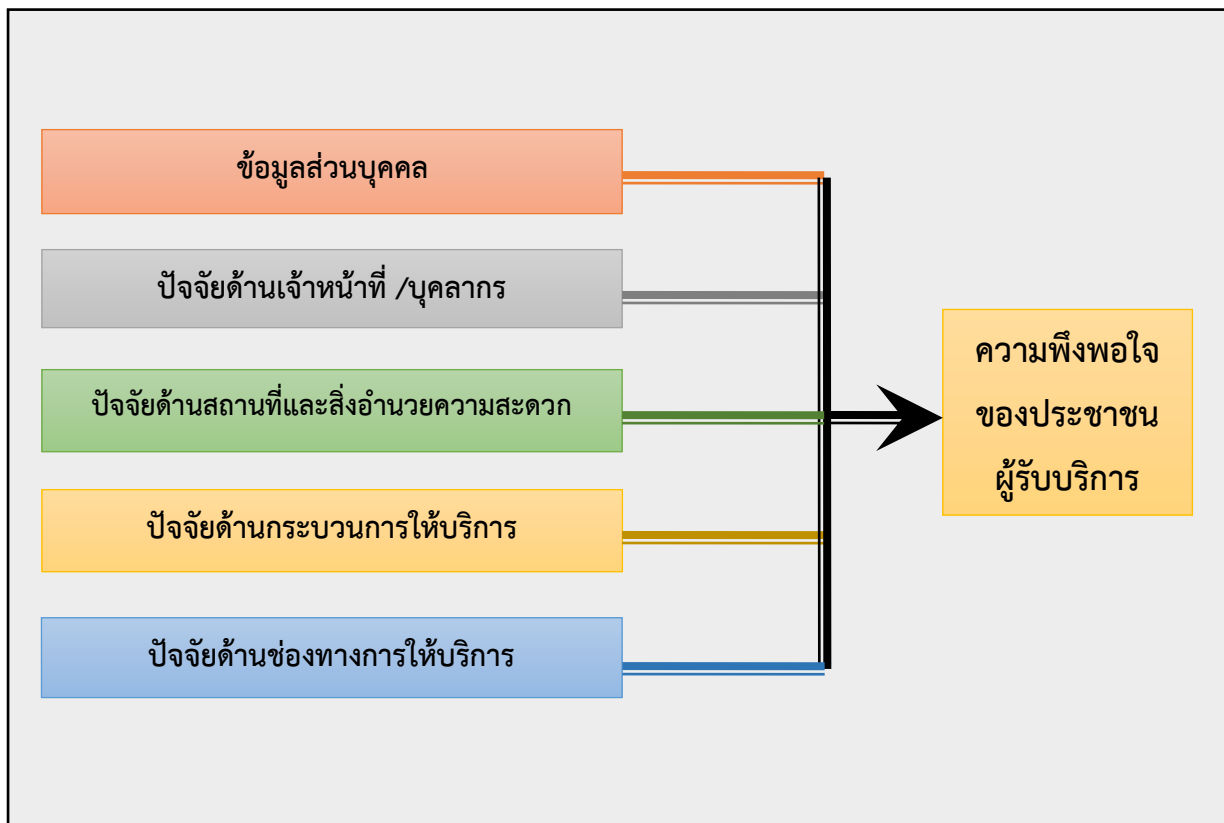 ข้อมูลส่วนบุคคล
ปัจจัยด้านเจ้าหน้าที่ /บุคลากร
ปัจจัยด้านสถานที่และสิ่งอำนวยความสะดวก
ปัจจัยด้านกระบวนการให้บริการ
ปัจจัยด้านช่องทางการให้บริการ
ความพึงพอใจ
ของประชาชน
ผู้รับบริการ